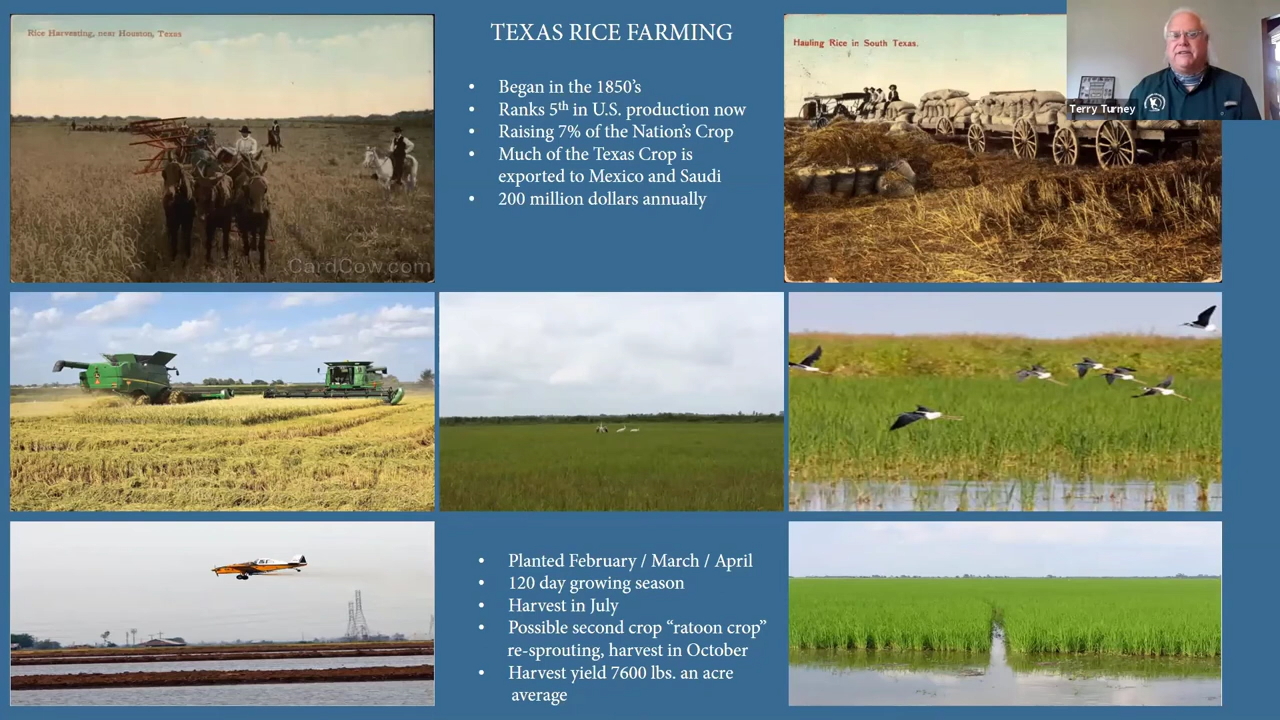 Rice Harvesting, near Houston, Texas
CardCow.com
TEXAS RICE FARMING
• Began in the 1850's
• Ranks 5th in U.S. production now
• Raising 7% of the Nation's Crop
• Much of the Texas Crop is
exported to Mexico and Saudi
• 200 million dollars annually
Hauling Rice in South Texas.
Terry Turney
• Planted February / March / April
• 120 day growing season
• Harvest in July
• Possible second crop “ratoon crop”
re-sprouting, harvest in October
• Harvest yield 7600 lbs. an acre
average